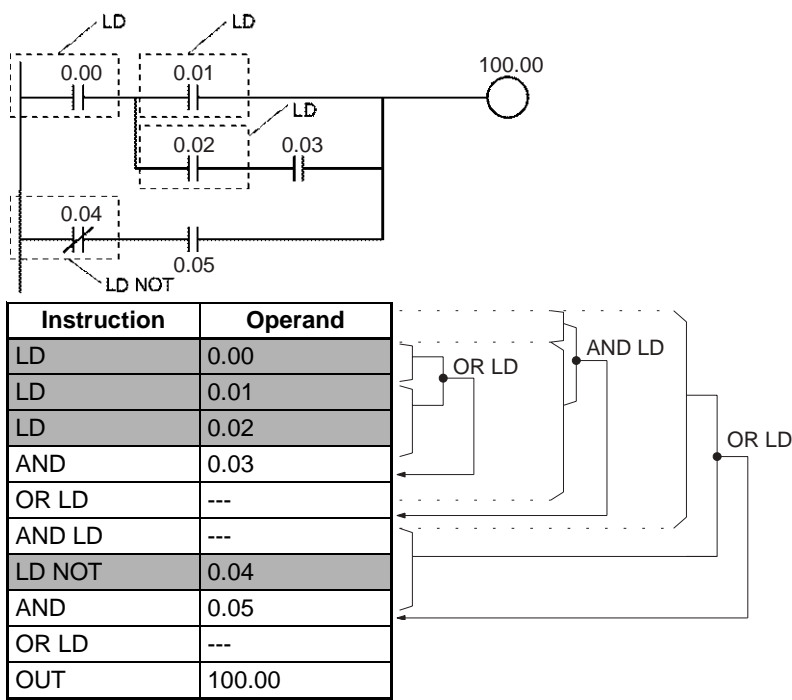 LD LD
0.00 0.01 100.00
LD
0.02 0.03
0.04
0.05
LD NOT
Instruction Operand
LD 0.00
LD 0.01
LD 0.02
AND 0.03
OR LD ---
AND LD ---
LD NOT 0.04
AND 0.05
OR LD ---
OUT 100.00
OR LD
AND LD
OR LD